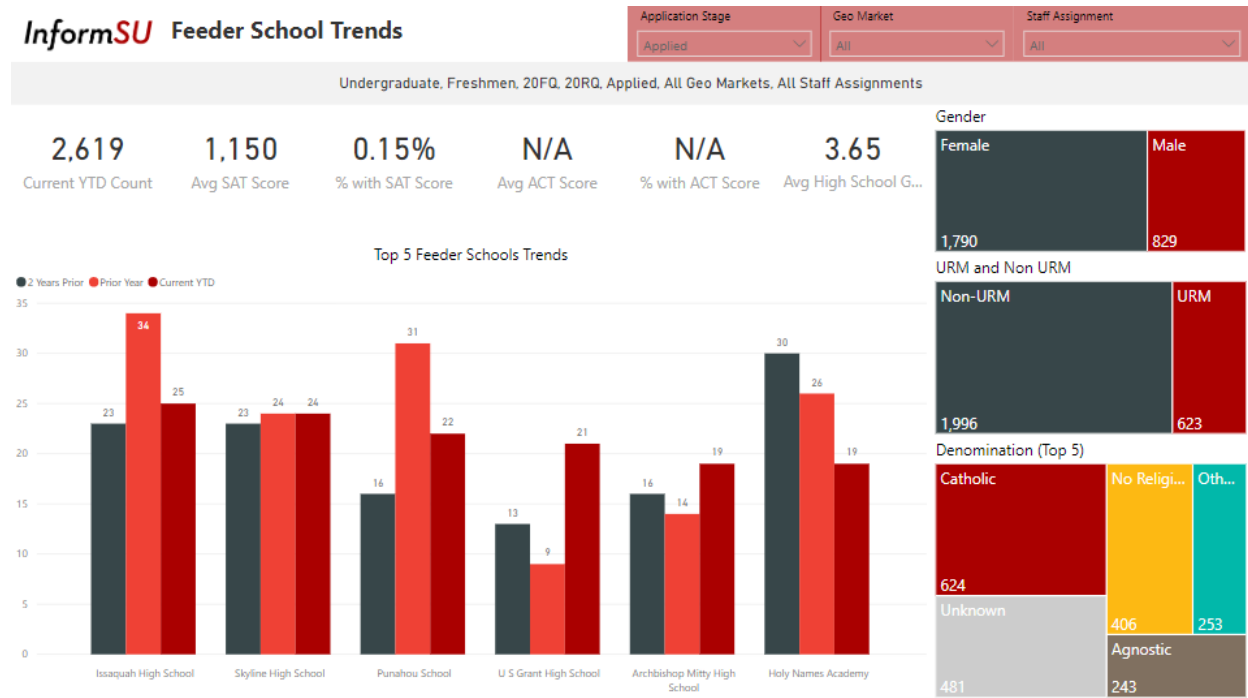 InformSU Feeder School Trends
Application Stage
Applied
Geo Market
All
Staff Assignment
All
Undergraduate, Freshmen, 20FQ, 20RQ, Applied, All Geo Markets, All Staff Assignments
2,619
Current YTD Count
1,150
Avg SAT Score
0.15%
% with SAT Score
N/A
Avg ACT Score
N/A
% with ACT Score
3.65
Avg High School G...
Top 5 Feeder Schools Trends
2 Years Prior Prior Year Current YTD
35
30
25
20
15
10
5
0
23
34
25
23
24
24
16
31
22
13
9
21
16
14
19
30
26
19
Issaquah High School
Skyline High School
Punahou School
U S Grant High School
Archbishop Mitty High
School
Holy Names Academy
Gender
Female
1,790
Male
829
URM and Non URM
Non-URM
1,996
URM
623
Denomination (Top 5)
Catholic
624
Unknown
481
No Religi...
406
Oth...
253
Agnostic
243